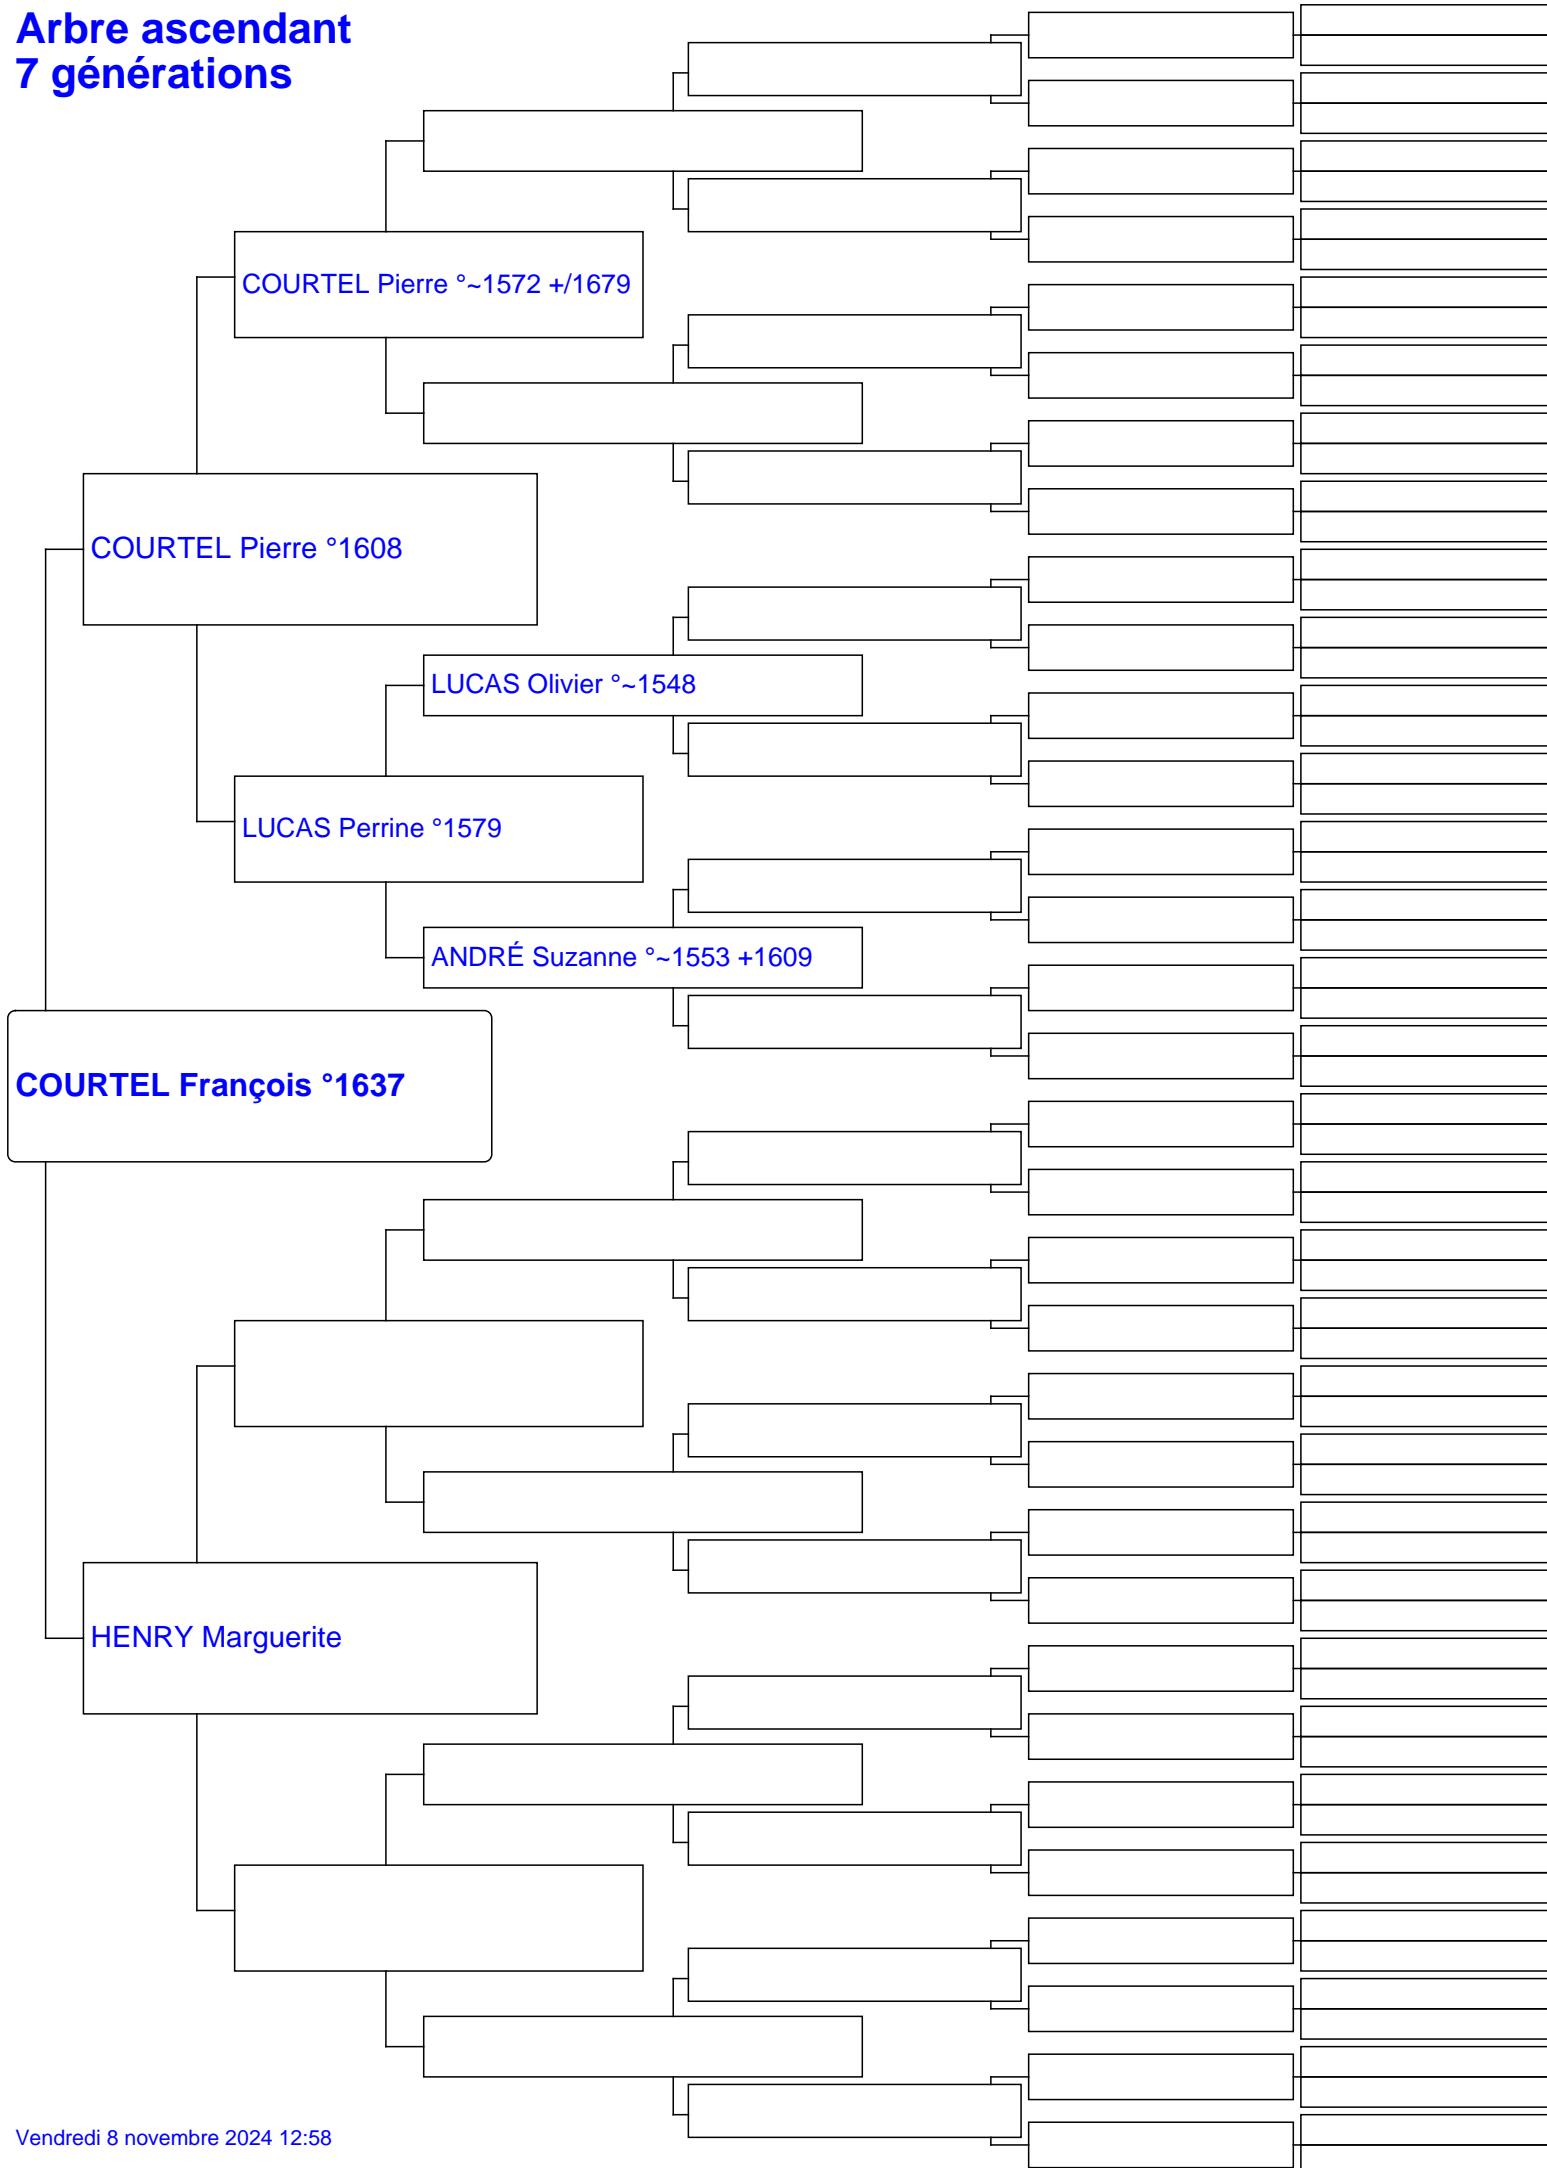 Arbre ascendant
7 générations
COURTEL Pierre °~1572 +/1679
COURTEL Pierre °1608
LUCAS Olivier °~1548
LUCAS Perrine °1579
ANDRÉ Suzanne °~1553 +1609
COURTEL François °1637
HENRY Marguerite
Vendredi 8 novembre 2024 12:58